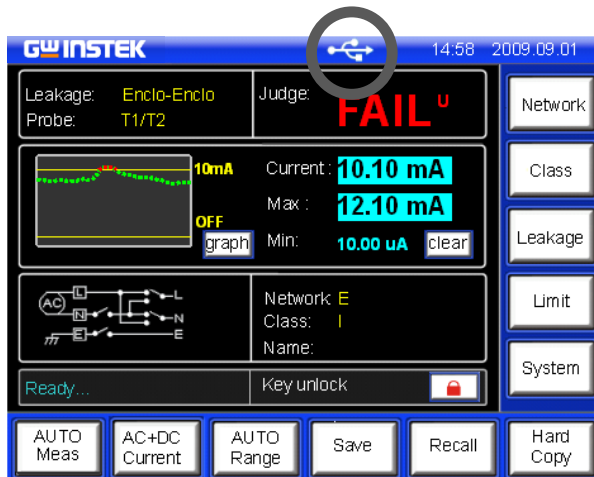 GWINSTEK 14:58 2009.09.01
Leakage: Enclo-Enclo
Probe: T1/T2
Judge: FAIL U
Network
10mA
OFF
graph
Current: 10.10 mA
Max : 12.10 mA
Min: 10.00 uA clear
Class
Leakage
AC L N E
L
N
E
Network E
Class: I
Name:
Limit
System
Ready...
Key unlock
AUTO Meas
AC+DC Current
AUTO Range
Save
Recall
Hard Copy